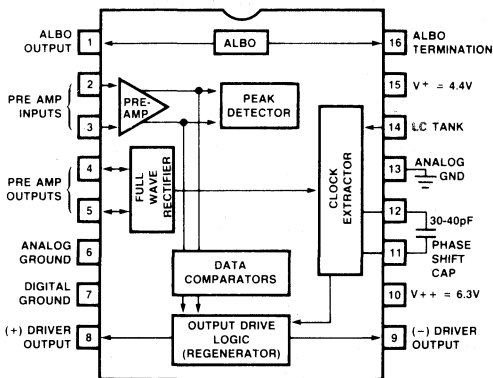 ALBO
OUTPUT
1
ALBO
16
ALBO
TERMINATION
PRE AMP
INPUTS
2
3
PRE-
AMP
PEAK
DETECTOR
15
V+ = 4.4V
14
LC TANK
PRE AMP
OUTPUTS
4
5
FULL
WAVE
RECTIFIER
CLOCK
EXTRACTOR
13
ANALOG
GND
12
30-40pF
11
PHASE
SHIFT
CAP
ANALOG
GROUND
6
DATA
COMPARATORS
DIGITAL
GROUND
7
10
V++ = 6.3V
(+) DRIVER
OUTPUT
8
OUTPUT DRIVE
LOGIC
(REGENERATOR)
9
(−) DRIVER
OUTPUT